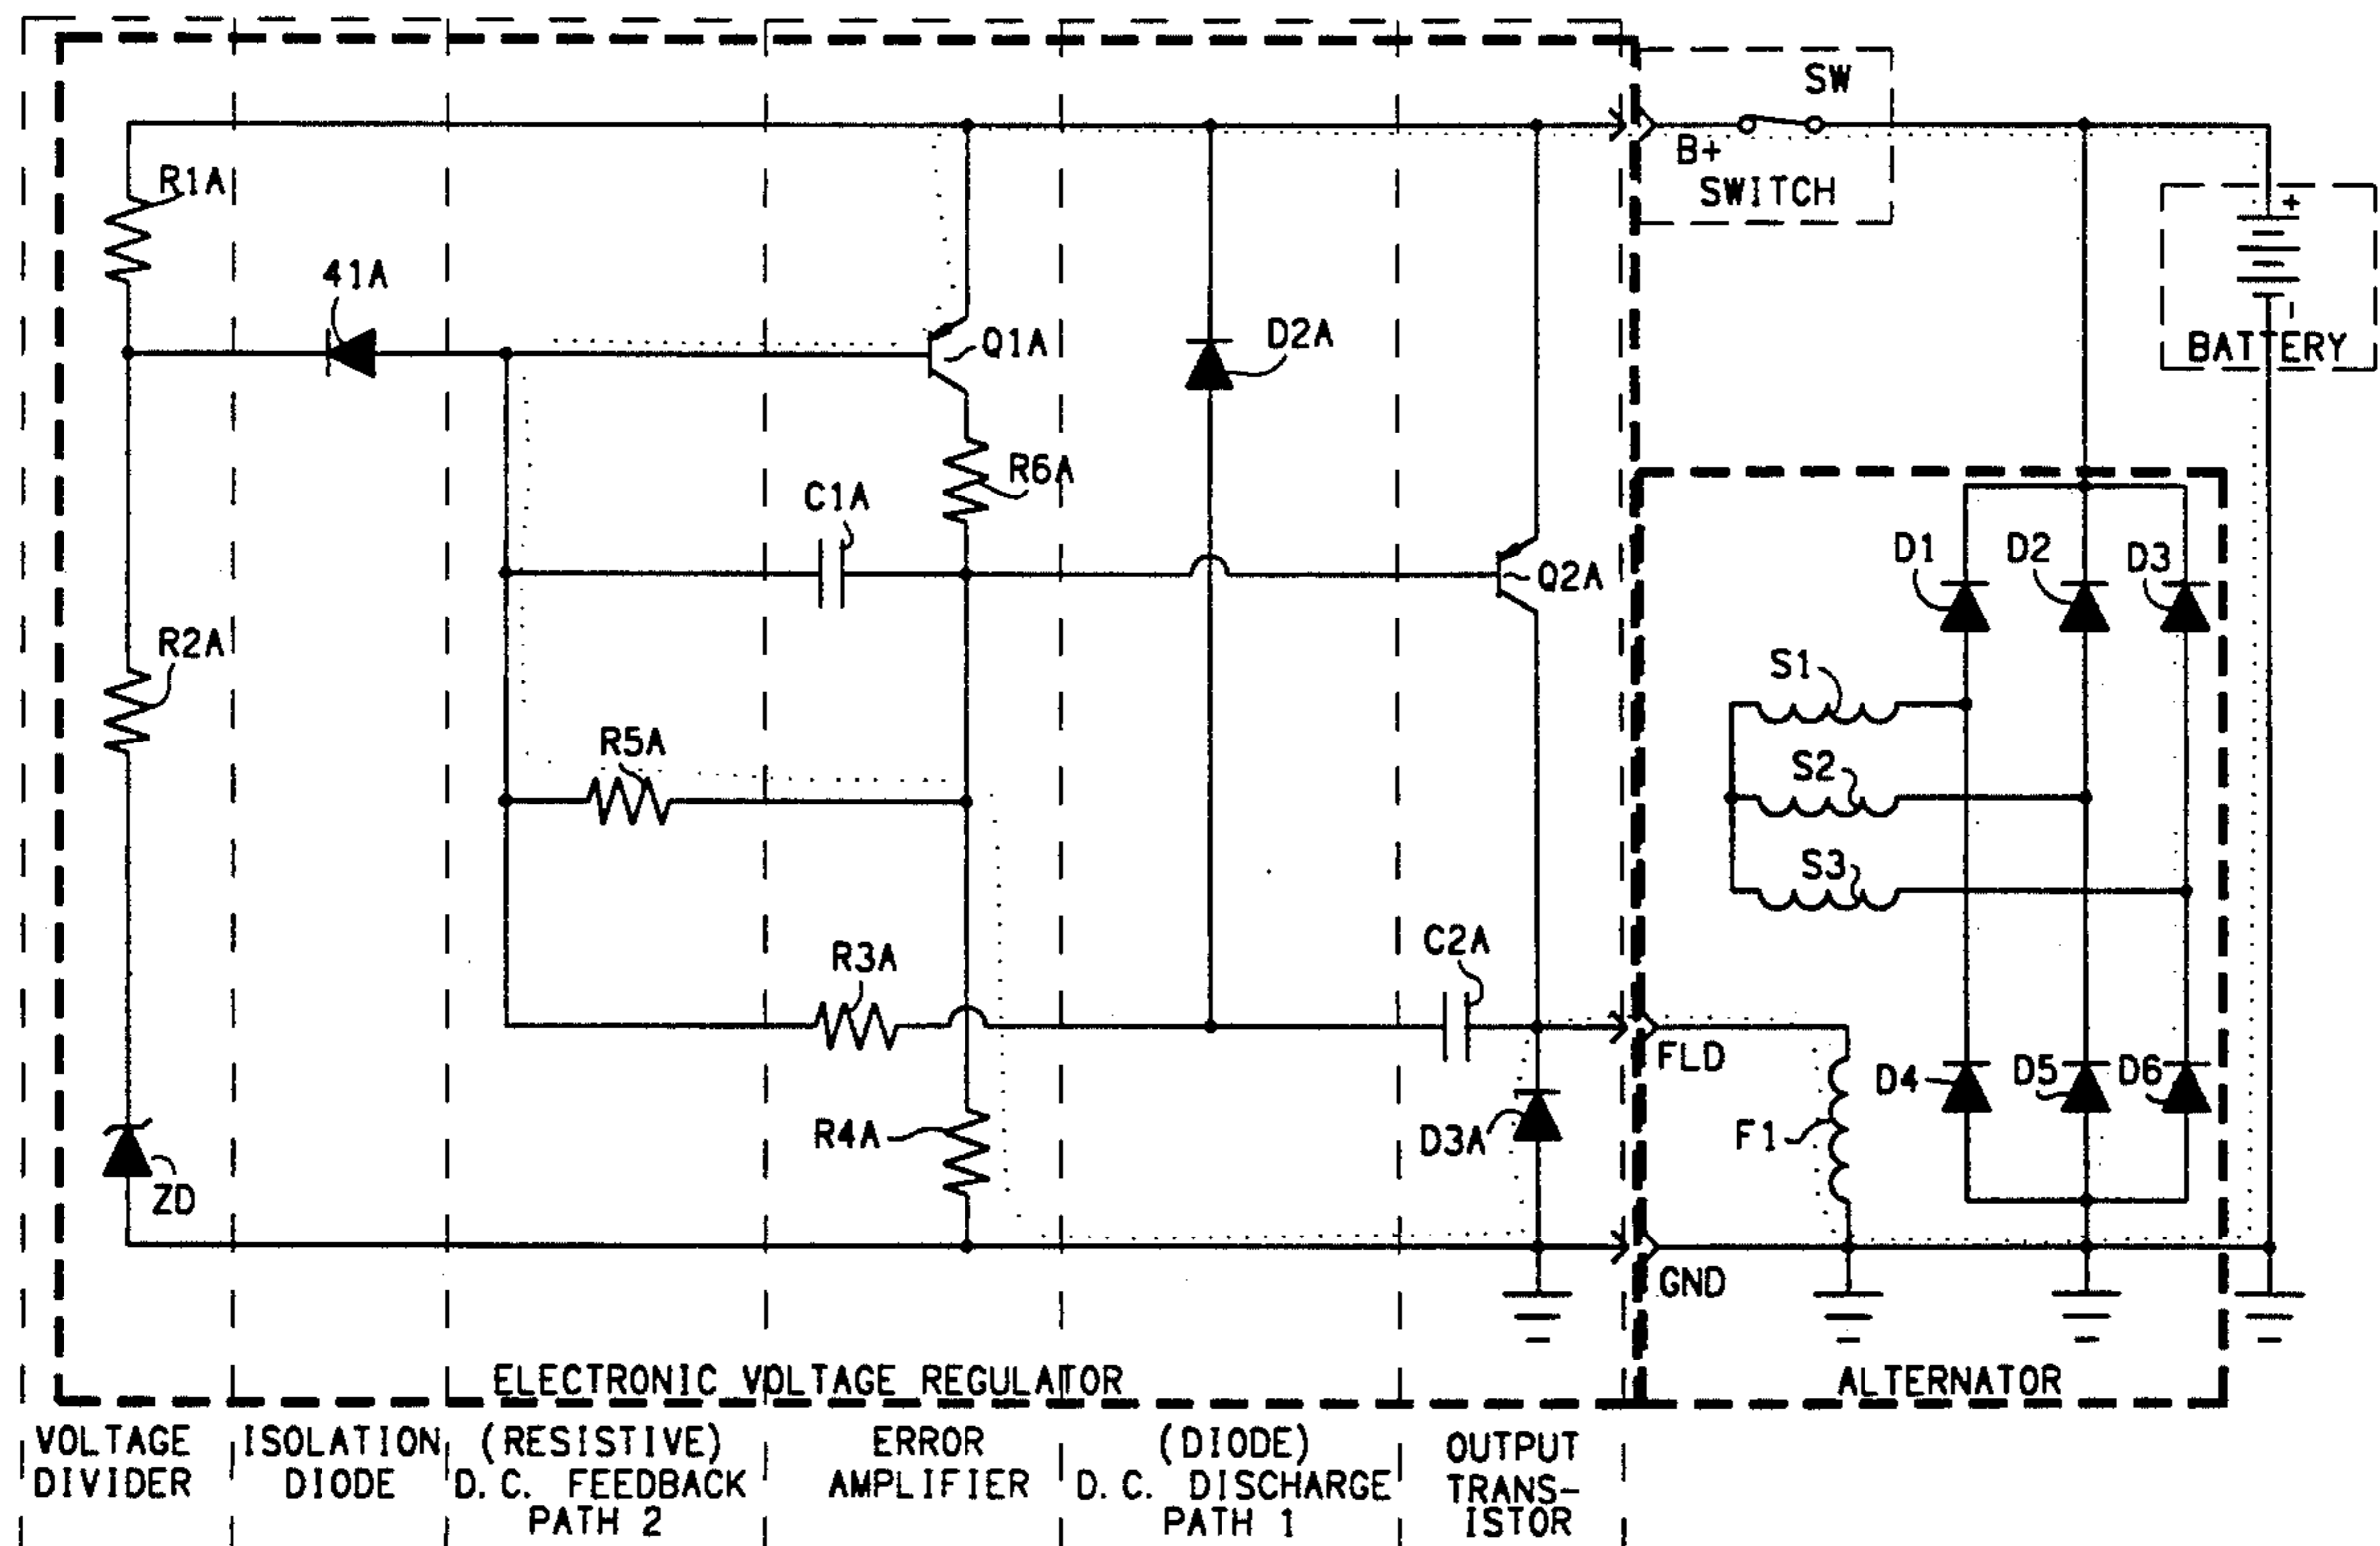 SW
B+
SWITCH
R1A
41A
Q1A
D2A
+
-
BATTERY
R6A
C1A
Q2A
D1
D2
D3
R2A
S1
R5A
S2
S3
R3A
C2A
FLD
D4
D5
D6
R4A
D3A
F1
ZD
GND
ELECTRONIC VOLTAGE REGULATOR
ALTERNATOR
VOLTAGE
DIVIDER
ISOLATION
DIODE
(RESISTIVE)
D.C. FEEDBACK
PATH 2
ERROR
AMPLIFIER
(DIODE)
D.C. DISCHARGE
PATH 1
OUTPUT
TRANS-
ISTOR